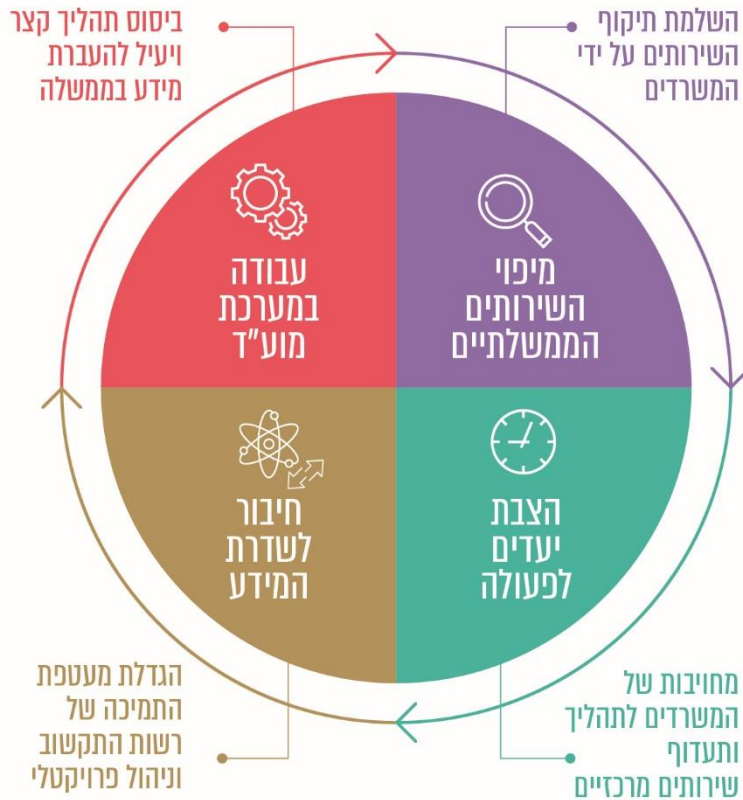 השלמת תיקוף
השירותים על ידי
המשרדים
מיפוי
השירותים
הממשלתיים
הצבת
יעדים
לפעולה
מחויבות של
המשרדים לתהליך
ותעדוף
שירותים מרכזיים
חיבור
לשדרת
המידע
הגדלת מעטפת
התמיכה של
רשות התקשוב
וניהול פרויקטלי
עבודה
במערכת
מוע"ד
ביסוס תהליך קצר
ויעיל להעברת
מידע בממשלה